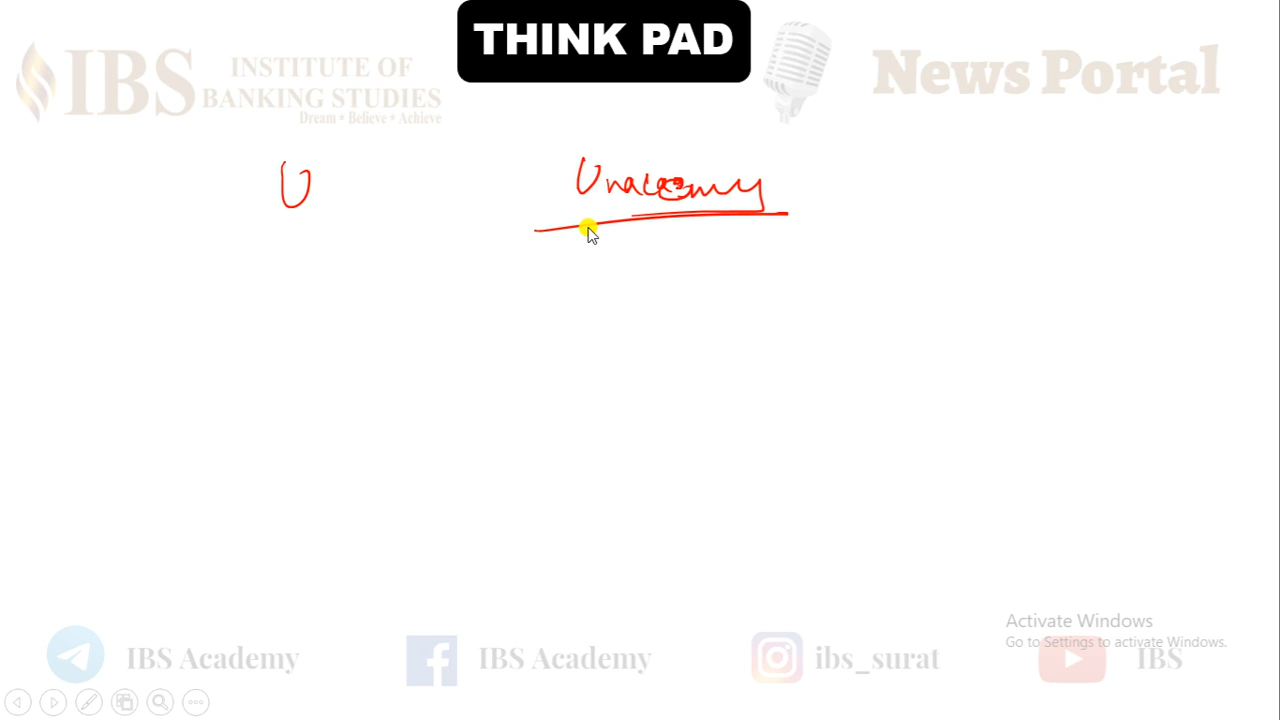 THINK PAD
IBS INSTITUTE OF BANKING STUDIES
Dream • Believe • Achieve
News Portal
U
Activate Windows
Go to Settings to activate Windows.
IBS Academy
IBS Academy
ibs_surat
IBS